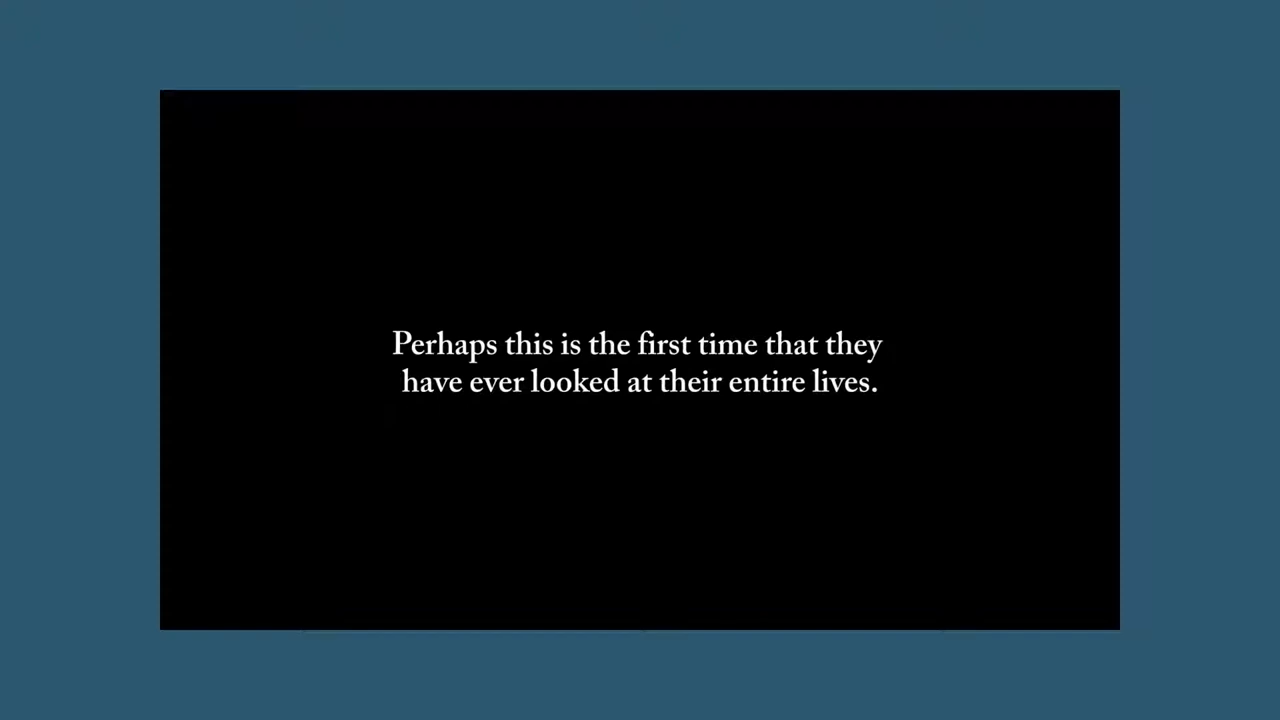 Perhaps this is the first time that they
have ever looked at their entire lives.